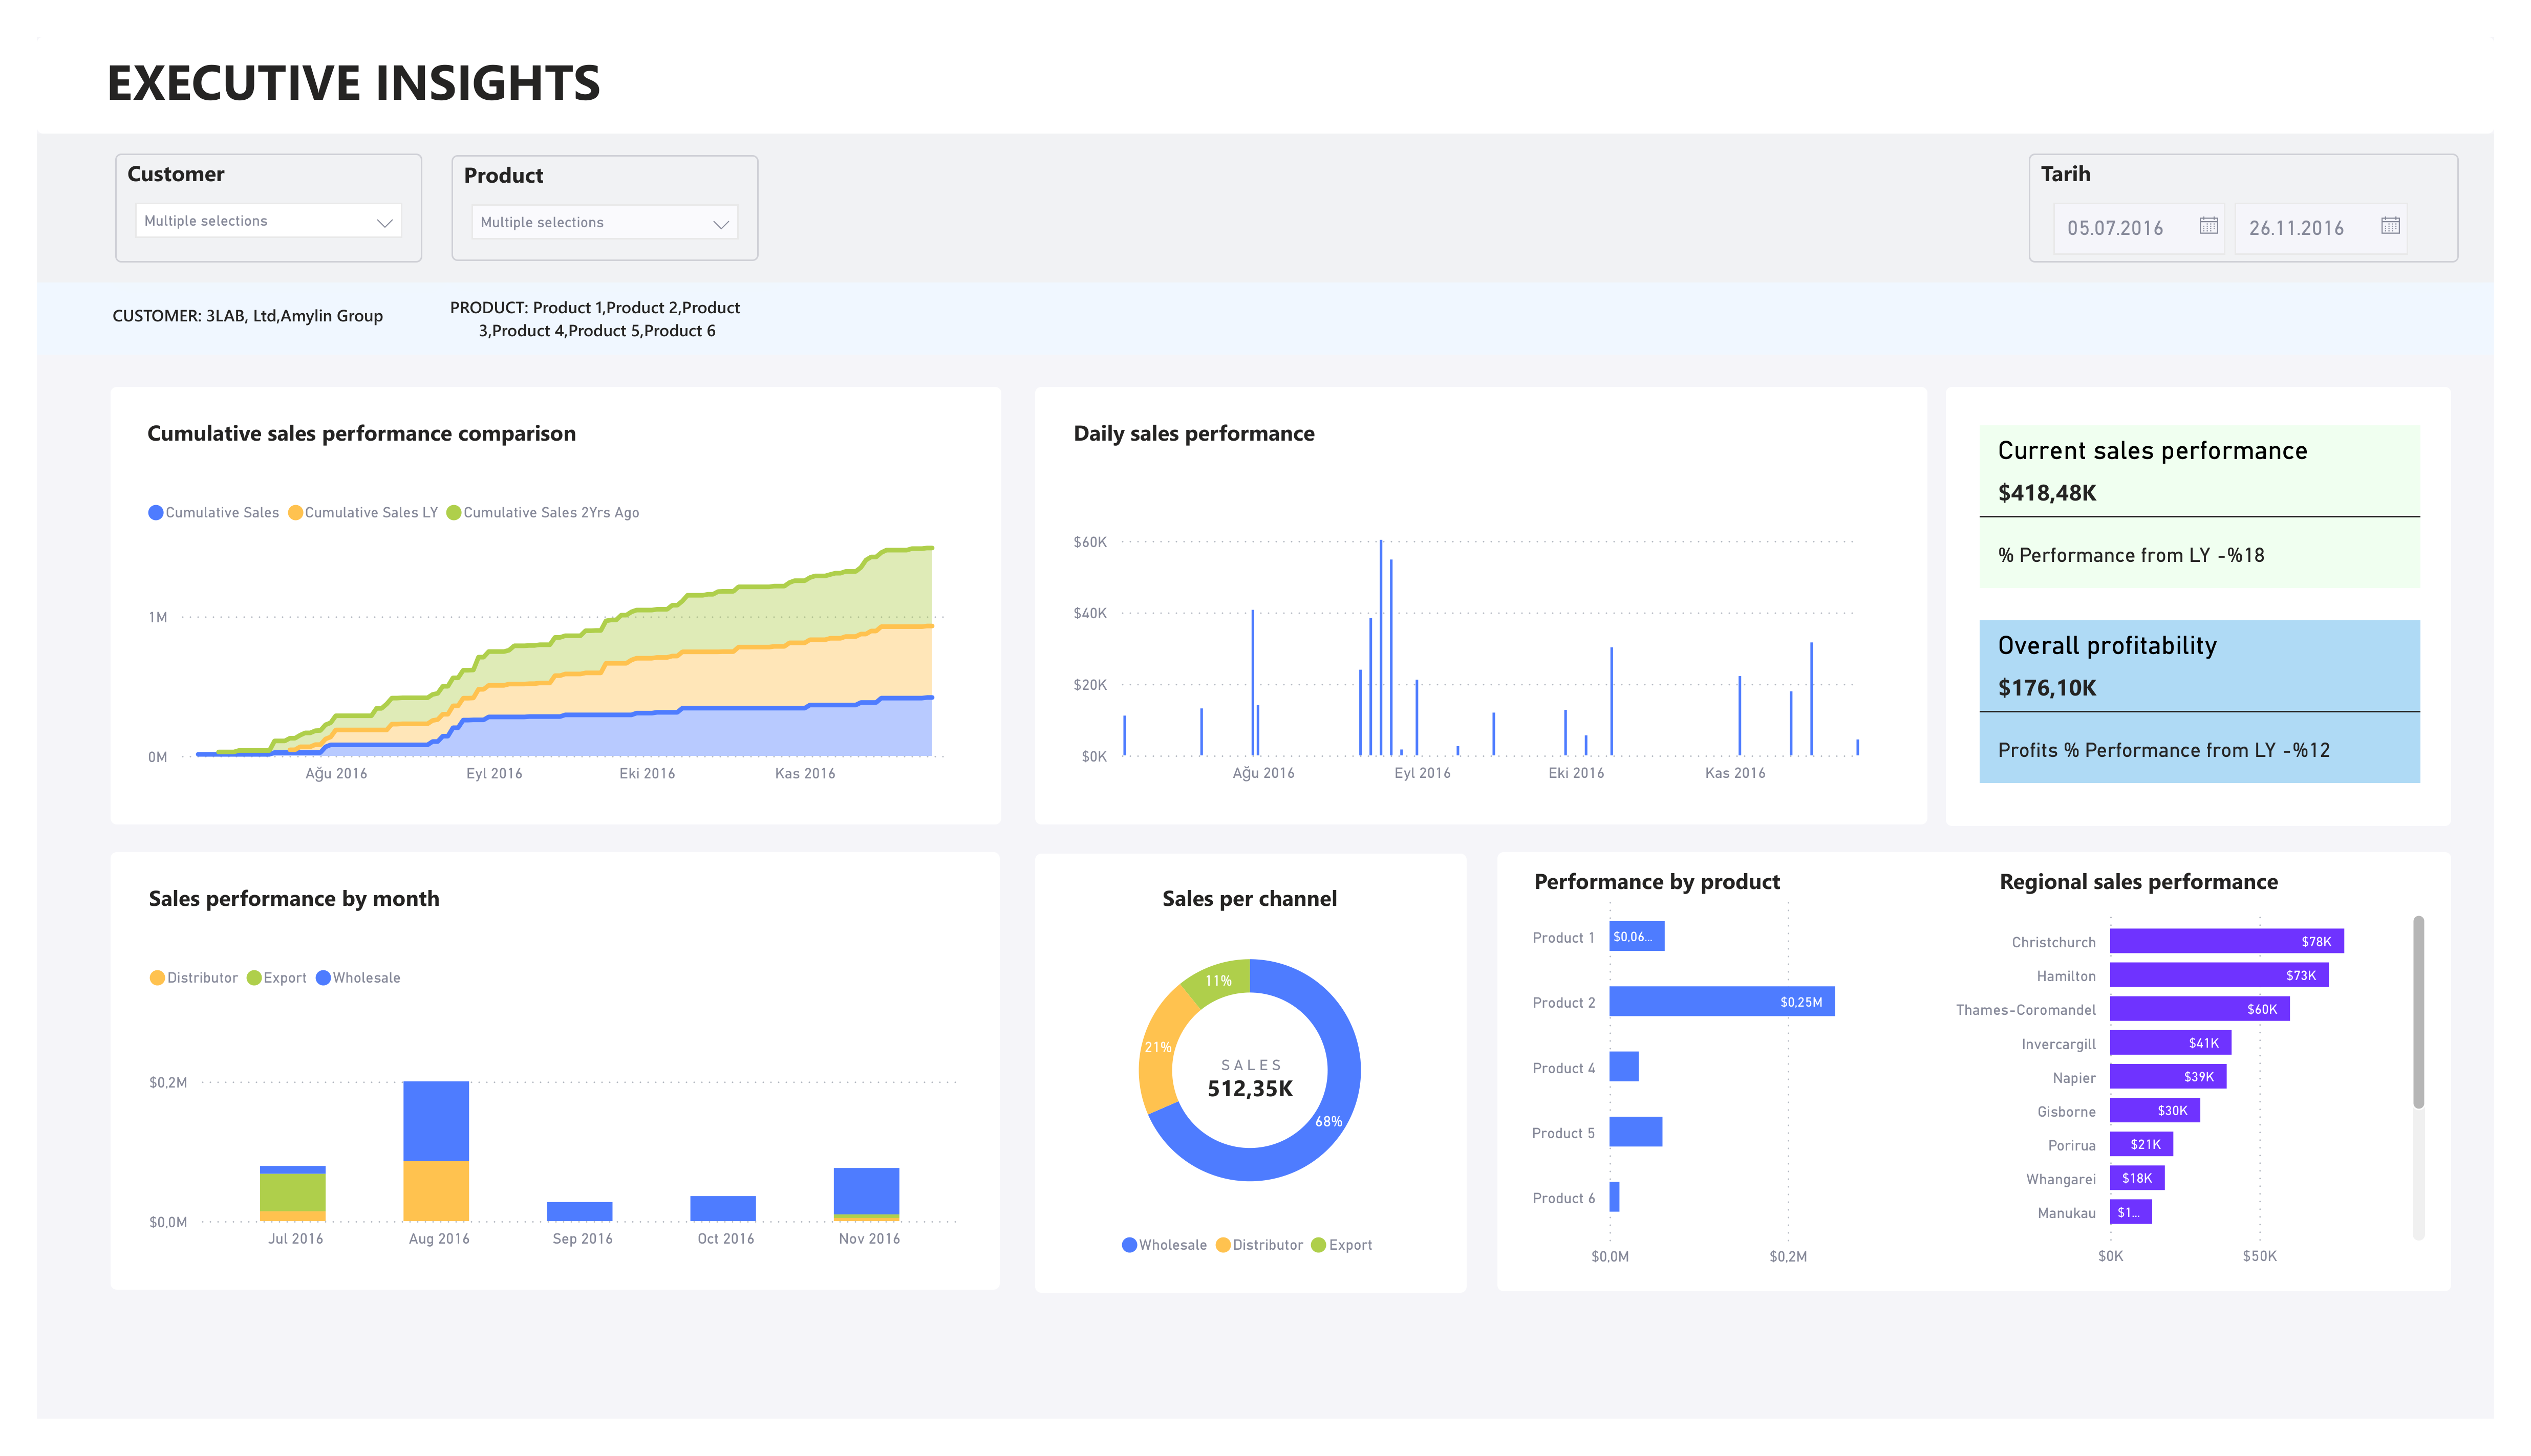 EXECUTIVE INSIGHTS
Customer
Multiple selections
Product
Multiple selections
Tarih
05.07.2016
26.11.2016
CUSTOMER: 3LAB, Ltd,Amylin Group
PRODUCT: Product 1,Product 2,Product
3,Product 4,Product 5,Product 6
Cumulative sales performance comparison
Cumulative Sales Cumulative Sales LY Cumulative Sales 2Yrs Ago
1M
0M
Ağu 2016 Eyl 2016 Eki 2016 Kas 2016
Daily sales performance
$60K
$40K
$20K
$0K
Ağu 2016 Eyl 2016 Eki 2016 Kas 2016
Current sales performance
$418,48K
% Performance from LY -%18
Overall profitability
$176,10K
Profits % Performance from LY -%12
Sales performance by month
Distributor Export Wholesale
$0,2M
$0,0M
Jul 2016 Aug 2016 Sep 2016 Oct 2016 Nov 2016
Sales per channel
11%
21%
68%
SALES
512,35K
Wholesale Distributor Export
Performance by product
Product 1 $0,06...
Product 2 $0,25M
Product 4
Product 5
Product 6
$0,0M $0,2M
Regional sales performance
Christchurch $78K
Hamilton $73K
Thames-Coromandel $60K
Invercargill $41K
Napier $39K
Gisborne $30K
Porirua $21K
Whangarei $18K
Manukau $1...
$0K $50K